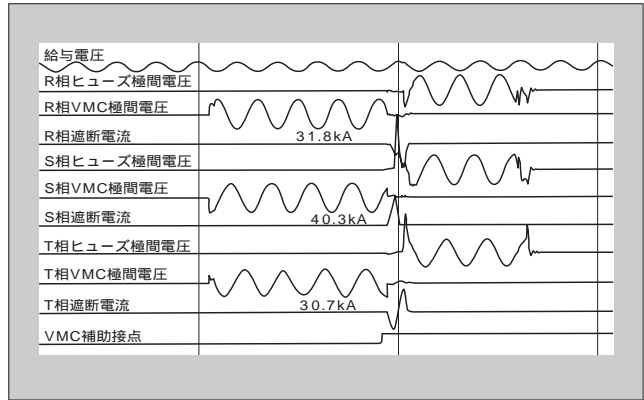 給与電圧
R相ヒューズ極間電圧
R相VMC極間電圧
R相遮断電流
31.8kA
S相ヒューズ極間電圧
S相VMC極間電圧
S相遮断電流
40.3kA
T相ヒューズ極間電圧
T相VMC極間電圧
T相遮断電流
30.7kA
VMC補助接点